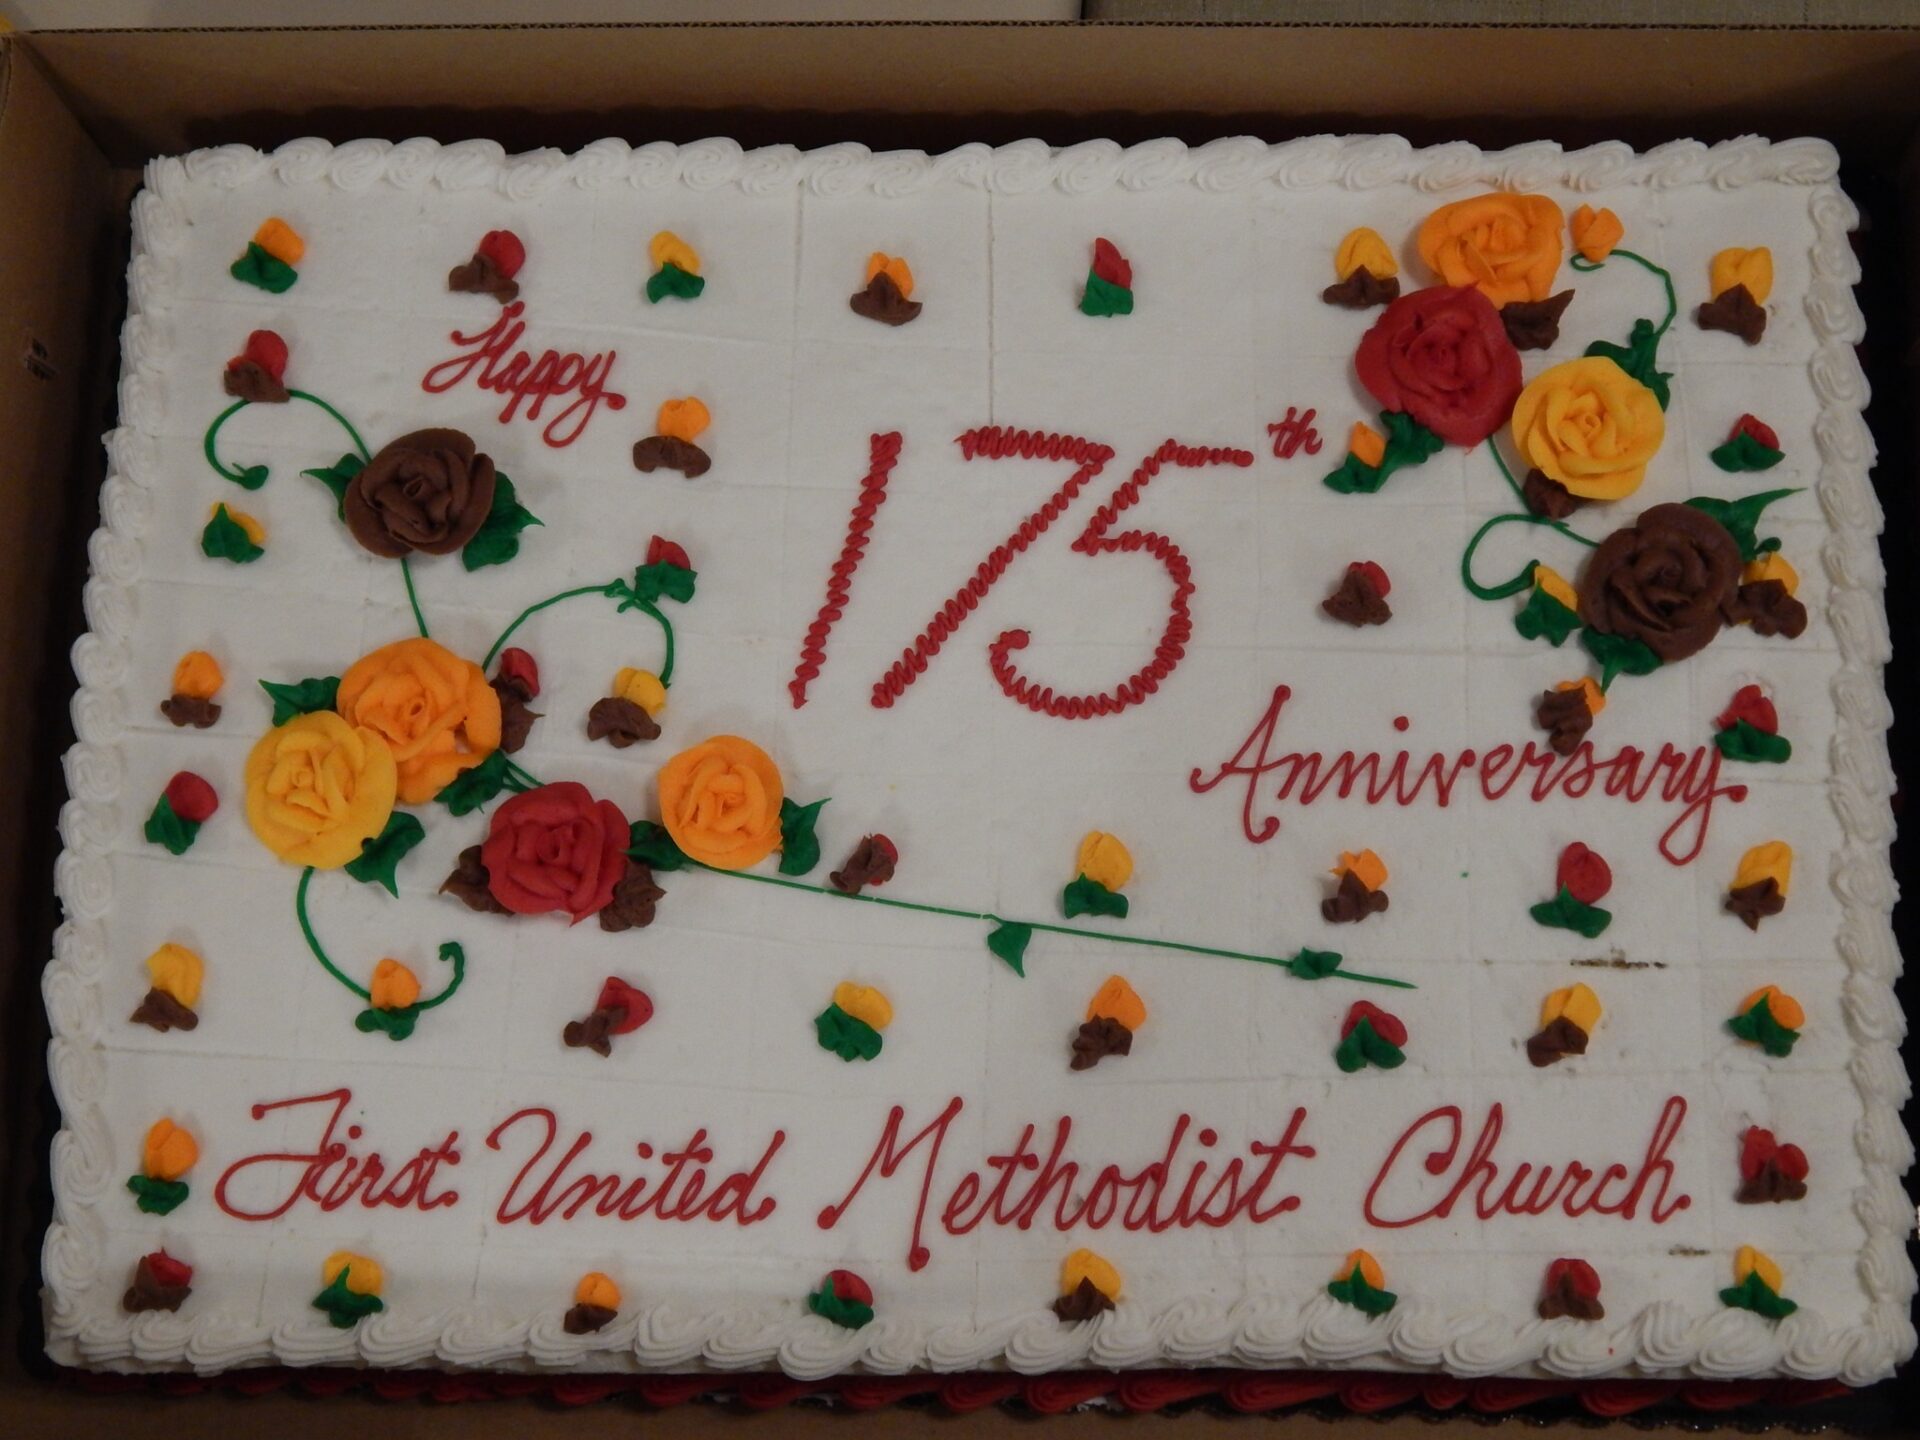 Happy
175th
Anniversary
First United Methodist Church